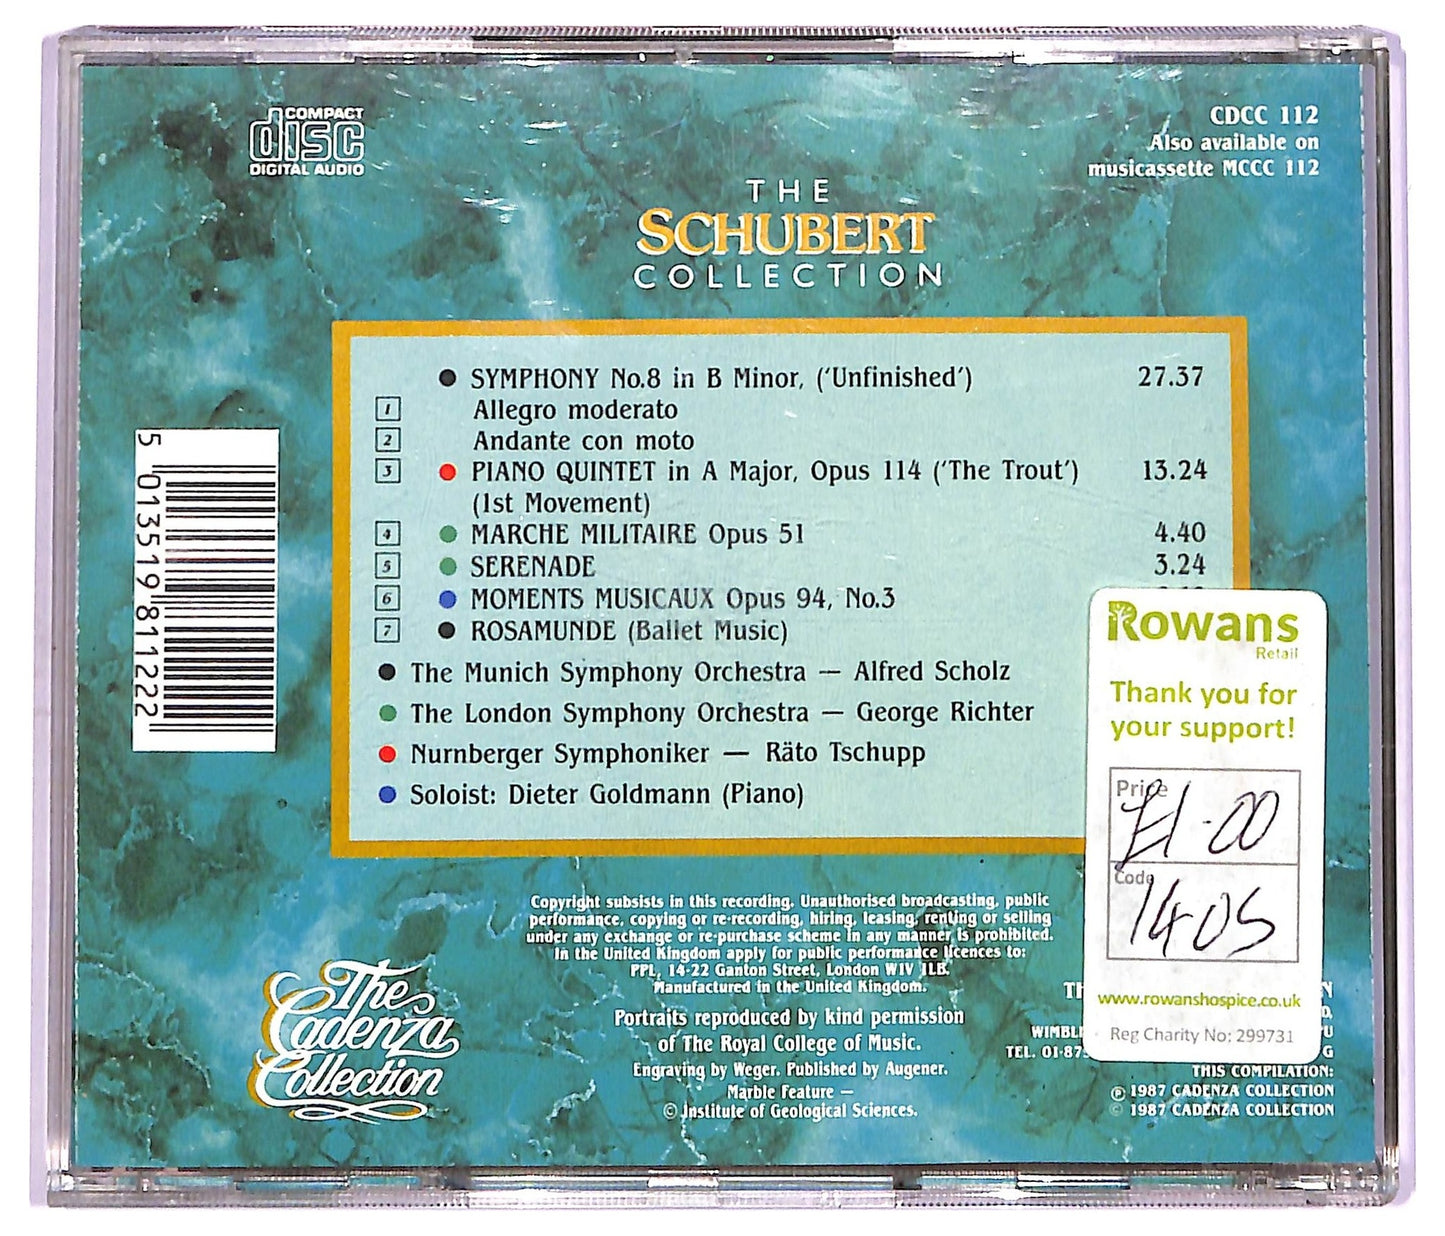 COMPACT
disc
DIGITAL AUDIO
CDCC 112
Also available on
musicassette MCCC 112
THE
SCHUBERT
COLLECTION
SYMPHONY No.8 in B Minor, ('Unfinished') 27.37
1 Allegro moderato
2 Andante con moto
3 PIANO QUINTET in A Major, Opus 114 ('The Trout') 13.24
(1st Movement)
4 MARCHE MILITAIRE Opus 51 4.40
5 SERENADE 3.24
6 MOMENTS MUSICAUX Opus 94, No.3
7 ROSAMUNDE (Ballet Music)
The Munich Symphony Orchestra — Alfred Scholz
The London Symphony Orchestra — George Richter
Nurnberger Symphoniker — Räto Tschupp
Soloist: Dieter Goldmann (Piano)
5 013519 811222
Rowans
Retail
Thank you for
your support!
Price
£1.00
Code
1405
www.rowanshospice.co.uk
Reg Charity No: 299731
Copyright subsists in this recording. Unauthorised broadcasting, public
performance, copying or re-recording, hiring, leasing, renting or selling
under any exchange or re-purchase scheme in any manner is prohibited.
In the United Kingdom apply for public performance licences to:
PPL, 14-22 Ganton Street, London W1V 1LB.
Manufactured in the United Kingdom.
Portraits reproduced by kind permission
of The Royal College of Music.
Engraving by Weger. Published by Augener.
Marble Feature —
© Institute of Geological Sciences.
The
Cadenza
Collection
TEL.
THIS COMPILATION:
℗ 1987 CADENZA COLLECTION
© 1987 CADENZA COLLECTION